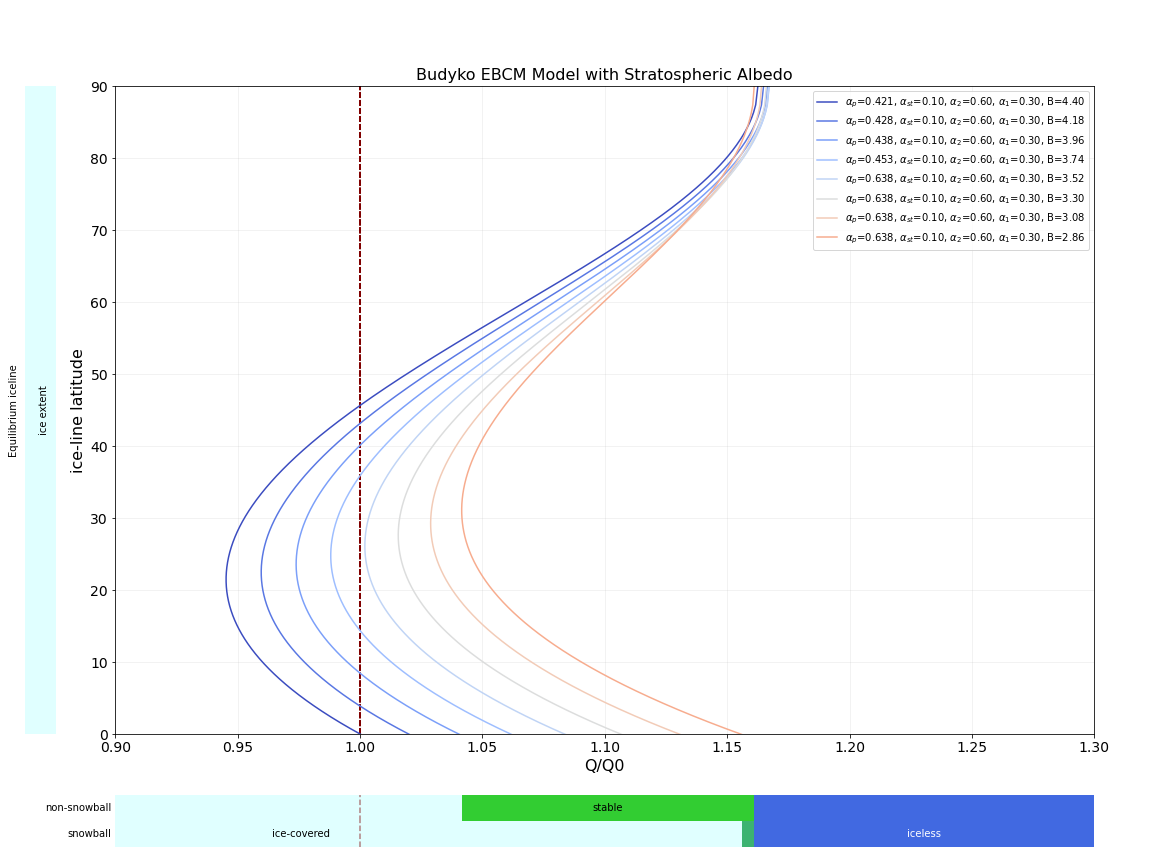 Budyko EBCM Model with Stratospheric Albedo
αp=0.421, αst=0.10, α2=0.60, α1=0.30, B=4.40
αp=0.428, αst=0.10, α2=0.60, α1=0.30, B=4.18
αp=0.438, αst=0.10, α2=0.60, α1=0.30, B=3.96
αp=0.453, αst=0.10, α2=0.60, α1=0.30, B=3.74
αp=0.638, αst=0.10, α2=0.60, α1=0.30, B=3.52
αp=0.638, αst=0.10, α2=0.60, α1=0.30, B=3.30
αp=0.638, αst=0.10, α2=0.60, α1=0.30, B=3.08
αp=0.638, αst=0.10, α2=0.60, α1=0.30, B=2.86
Equilibrium iceline
ice extent
ice-line latitude
90
80
70
60
50
40
30
20
10
0
0.90 0.95 1.00 1.05 1.10 1.15 1.20 1.25 1.30
Q/Q0
non-snowball stable
snowball ice-covered iceless